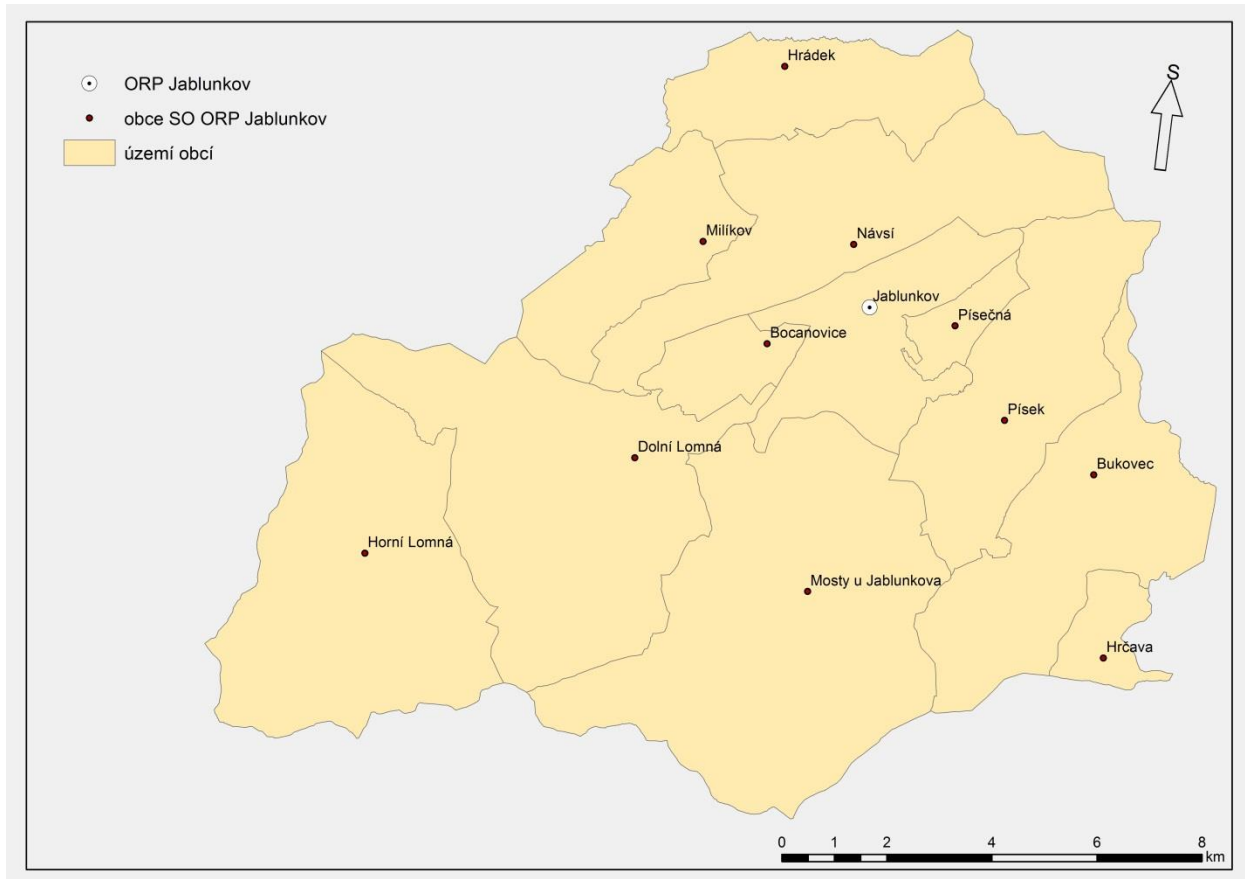 ORP Jablunkov
obce SO ORP Jablunkov
území obcí
S
Hrádek
Milíkov
Návsí
Jablunkov
Písečná
Bocanovice
Písek
Dolní Lomná
Bukovec
Horní Lomná
Mosty u Jablunkova
Hrčava
0 1 2 4 6 8
km